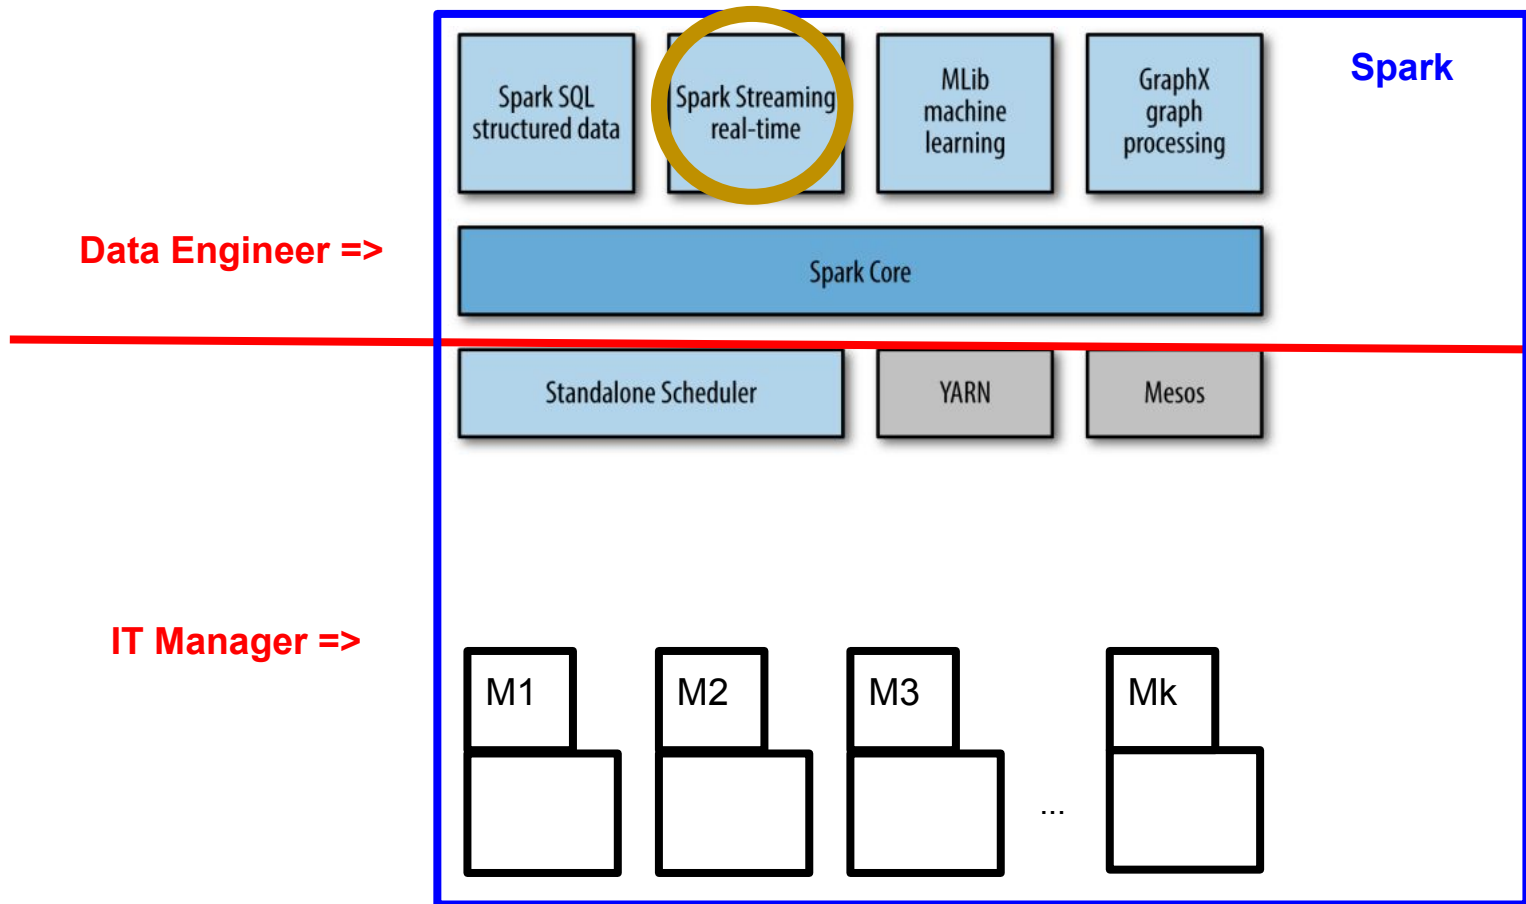 Spark
Spark SQL
structured data
Spark Streaming
real-time
MLib
machine
learning
GraphX
graph
processing
Data Engineer =>
Spark Core
Standalone Scheduler
YARN
Mesos
IT Manager =>
M1
M2
M3
Mk
...